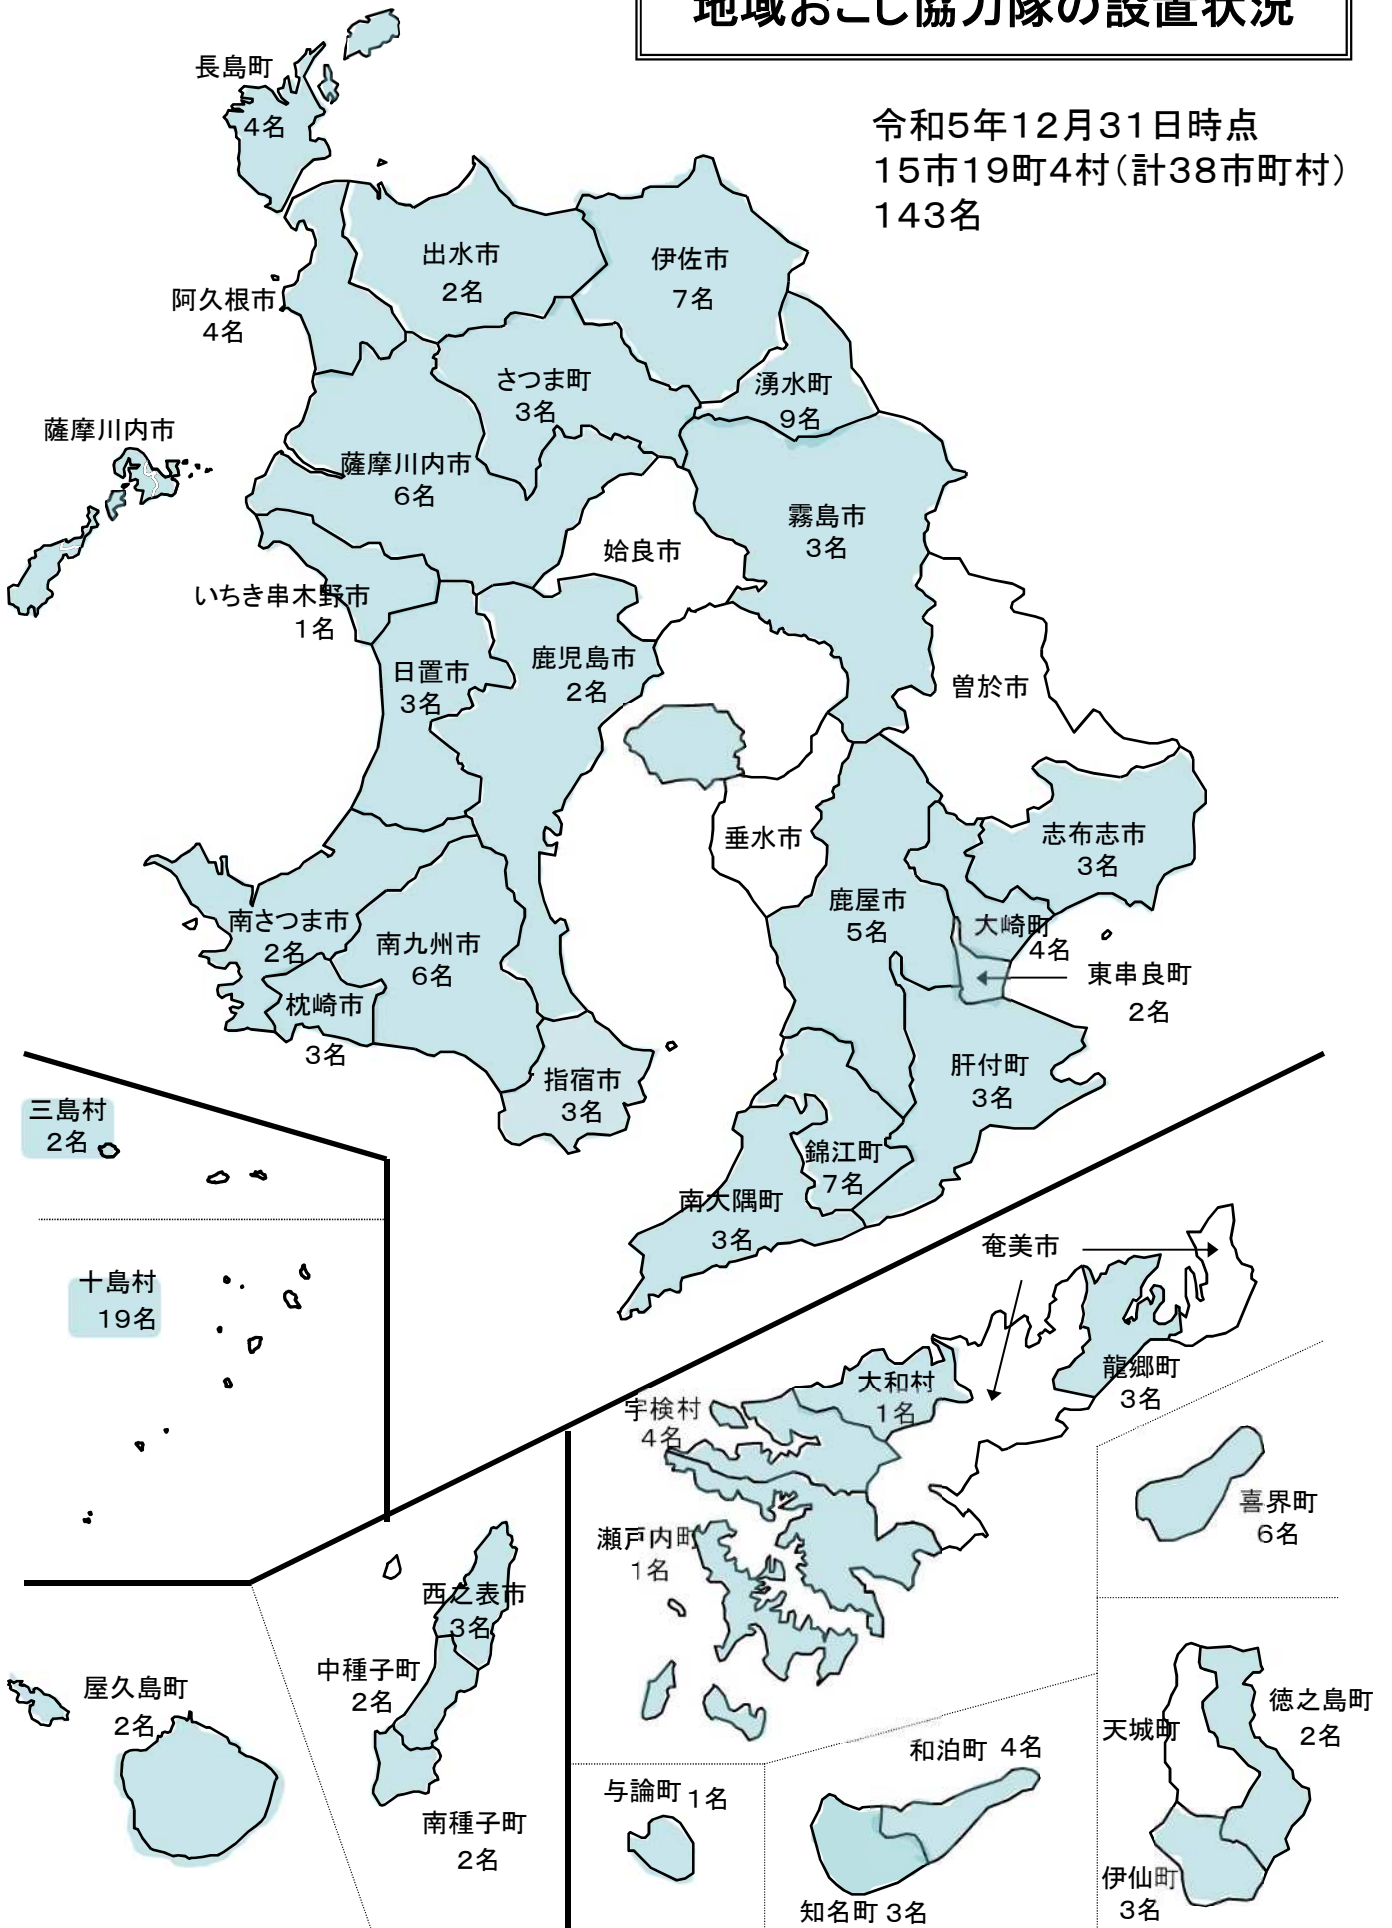 地域おこし協力隊の設置状況
令和5年12月31日時点
15市19町4村(計38市町村)
143名
長島町
4名
出水市
2名
伊佐市
7名
阿久根市
4名
さつま町
3名
湧水町
9名
薩摩川内市
薩摩川内市
6名
霧島市
3名
姶良市
いちき串木野市
1名
日置市
3名
鹿児島市
2名
曽於市
垂水市
志布志市
3名
鹿屋市
5名
大崎町
4名
東串良町
2名
南さつま市
2名
南九州市
6名
枕崎市
3名
指宿市
3名
肝付町
3名
錦江町
7名
南大隅町
3名
三島村
2名
十島村
19名
奄美市
龍郷町
3名
大和村
1名
宇検村
4名
瀬戸内町
1名
喜界町
6名
西之表市
3名
中種子町
2名
南種子町
2名
屋久島町
2名
徳之島町
2名
天城町
伊仙町
3名
和泊町 4名
与論町 1名
知名町 3名